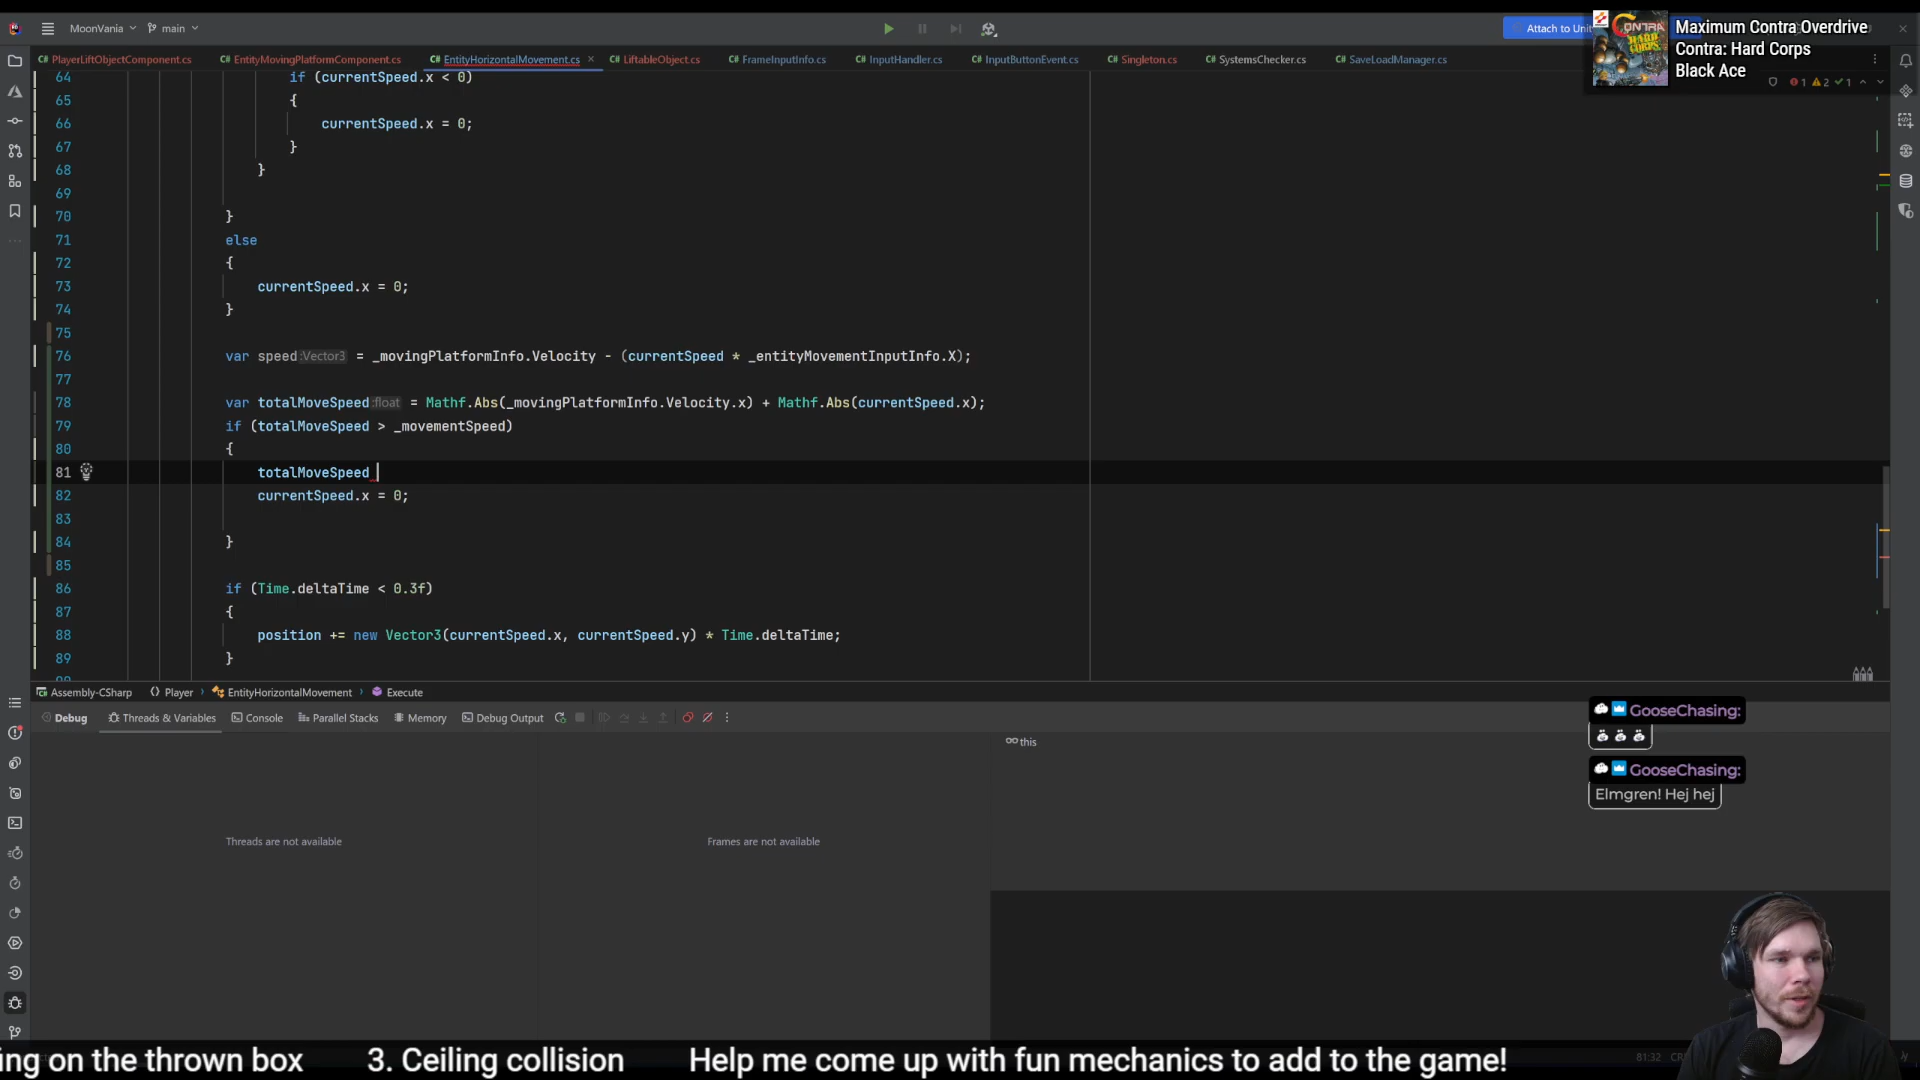 MoonVania
main
Attach to Unit
Maximum Contra Overdrive
Contra: Hard Corps
Black Ace
PlayerLiftObjectComponent.cs
EntityMovingPlatformComponent.cs
EntityHorizontalMovement.cs
LiftableObject.cs
FrameInputInfo.cs
InputHandler.cs
InputButtonEvent.cs
Singleton.cs
SystemsChecker.cs
SaveLoadManager.cs
1 2 1
64 if (currentSpeed.x < 0)
65 {
66 currentSpeed.x = 0;
67 }
68 }
69
70 }
71 else
72 {
73 currentSpeed.x = 0;
74 }
75
76 var speed :Vector3 = _movingPlatformInfo.Velocity - (currentSpeed * _entityMovementInputInfo.X);
77
78 var totalMoveSpeed :float = Mathf.Abs(_movingPlatformInfo.Velocity.x) + Mathf.Abs(currentSpeed.x);
79 if (totalMoveSpeed > _movementSpeed)
80 {
81 totalMoveSpeed
82 currentSpeed.x = 0;
83
84 }
85
86 if (Time.deltaTime < 0.3f)
87 {
88 position += new Vector3(currentSpeed.x, currentSpeed.y) * Time.deltaTime;
89 }
Assembly-CSharp
Player
EntityHorizontalMovement
Execute
Debug
Threads & Variables
Console
Parallel Stacks
Memory
Debug Output
this
Threads are not available
Frames are not available
GooseChasing:
GooseChasing:
Elmgren! Hej hej
ing on the thrown box 3. Ceiling collision Help me come up with fun mechanics to add to the game!
81:32